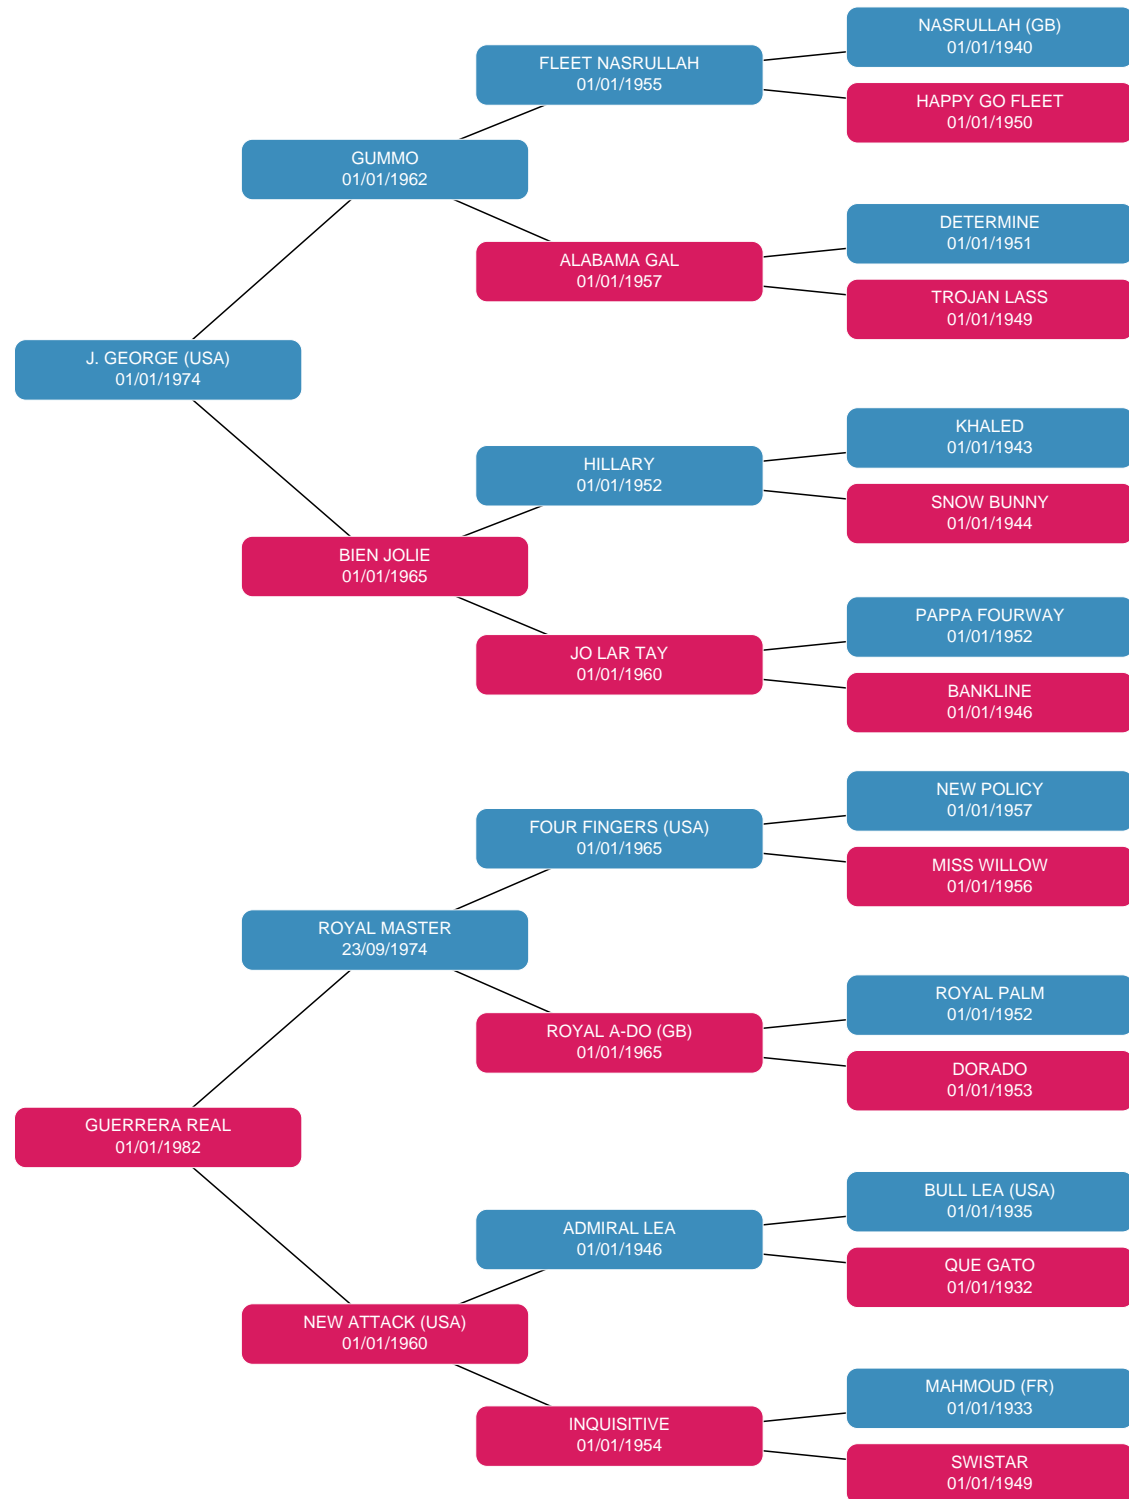 NASRULLAH (GB)
01/01/1940
FLEET NASRULLAH
01/01/1955
HAPPY GO FLEET
01/01/1950
GUMMO
01/01/1962
DETERMINE
01/01/1951
ALABAMA GAL
01/01/1957
TROJAN LASS
01/01/1949
J. GEORGE (USA)
01/01/1974
KHALED
01/01/1943
HILLARY
01/01/1952
SNOW BUNNY
01/01/1944
BIEN JOLIE
01/01/1965
PAPPA FOURWAY
01/01/1952
JO LAR TAY
01/01/1960
BANKLINE
01/01/1946
NEW POLICY
01/01/1957
FOUR FINGERS (USA)
01/01/1965
MISS WILLOW
01/01/1956
ROYAL MASTER
23/09/1974
ROYAL PALM
01/01/1952
ROYAL A-DO (GB)
01/01/1965
DORADO
01/01/1953
GUERRERA REAL
01/01/1982
BULL LEA (USA)
01/01/1935
ADMIRAL LEA
01/01/1946
QUE GATO
01/01/1932
NEW ATTACK (USA)
01/01/1960
MAHMOUD (FR)
01/01/1933
INQUISITIVE
01/01/1954
SWISTAR
01/01/1949